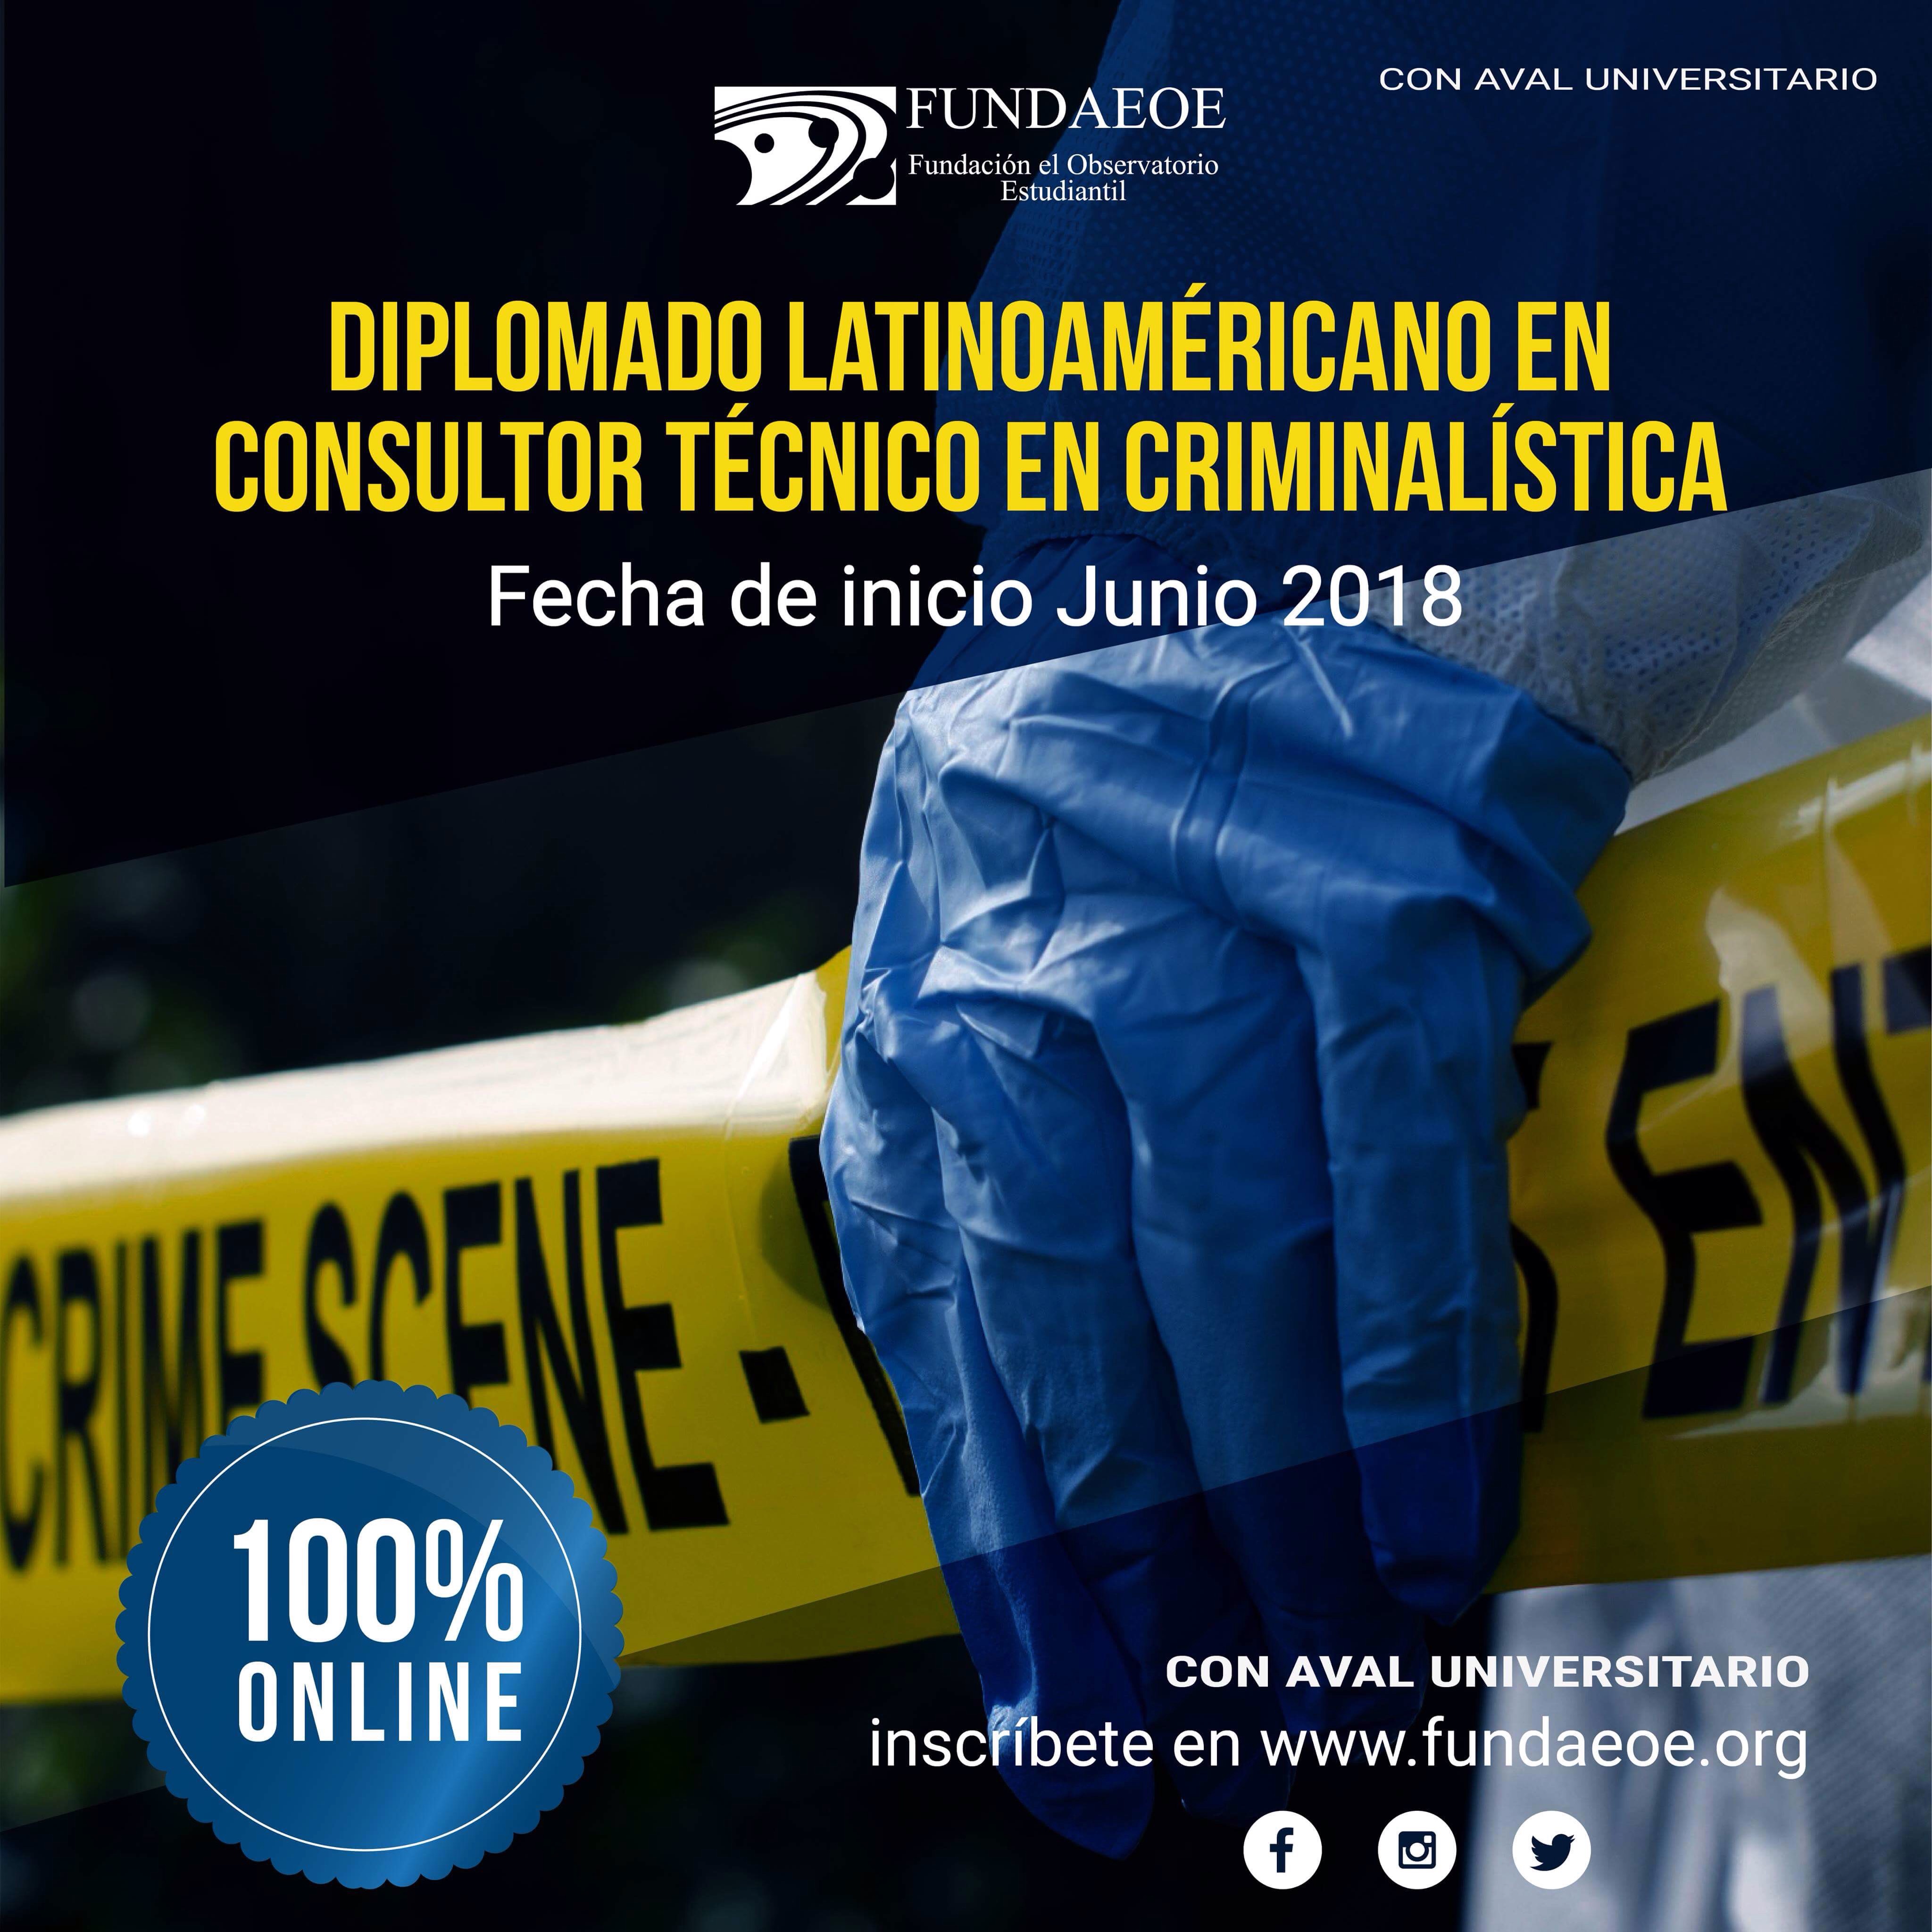 CON AVAL UNIVERSITARIO
FUNDAEOE
Fundación el Observatorio
Estudiantil
DIPLOMADO LATINOAMÉRICANO EN
CONSULTOR TÉCNICO EN CRIMINALÍSTICA
Fecha de inicio Junio 2018
CRIME SCENE -
ENT
100%
ONLINE
CON AVAL UNIVERSITARIO
inscríbete en www.fundaeoe.org